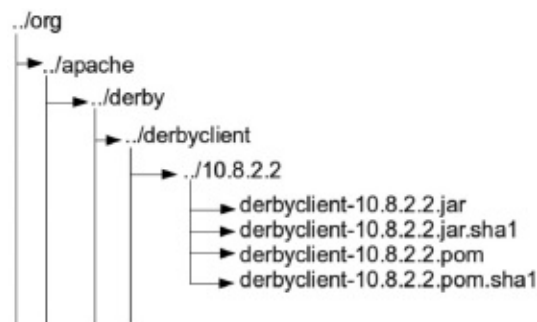 ../org
../apache
../derby
../derbyclient
../10.8.2.2
derbyclient-10.8.2.2.jar
derbyclient-10.8.2.2.jar.sha1
derbyclient-10.8.2.2.pom
derbyclient-10.8.2.2.pom.sha1